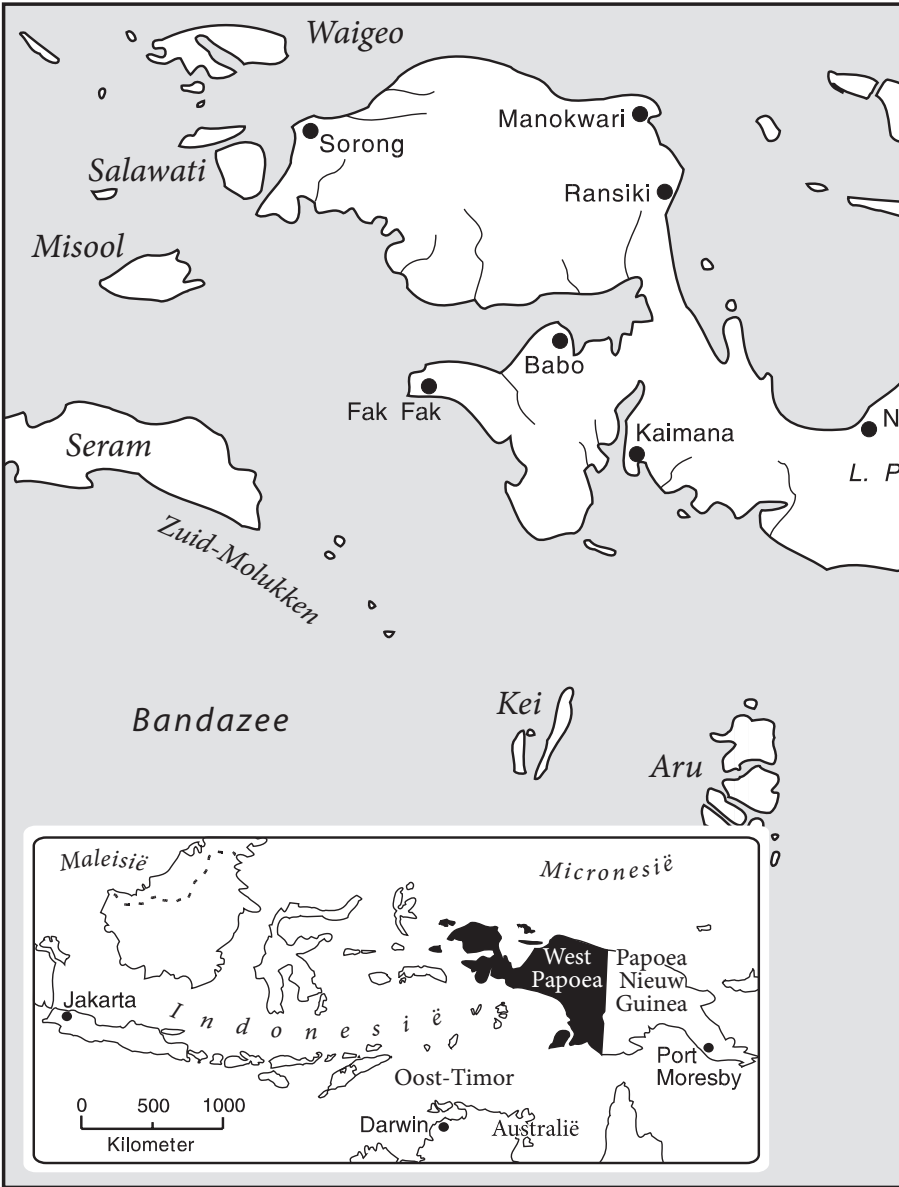 Waigeo
Manokwari
Sorong
Salawati
Ransiki
Misool
Babo
Fak Fak
N
Kaimana
Seram
L. P
Zuid-Molukken
Kei
Bandazee
Aru
Maleisië
Micronesië
West
Papoea
Papoea
Nieuw
Guinea
Jakarta
Indonesië
Port
Moresby
Oost-Timor
0 500 1000
Kilometer
Darwin
Australië